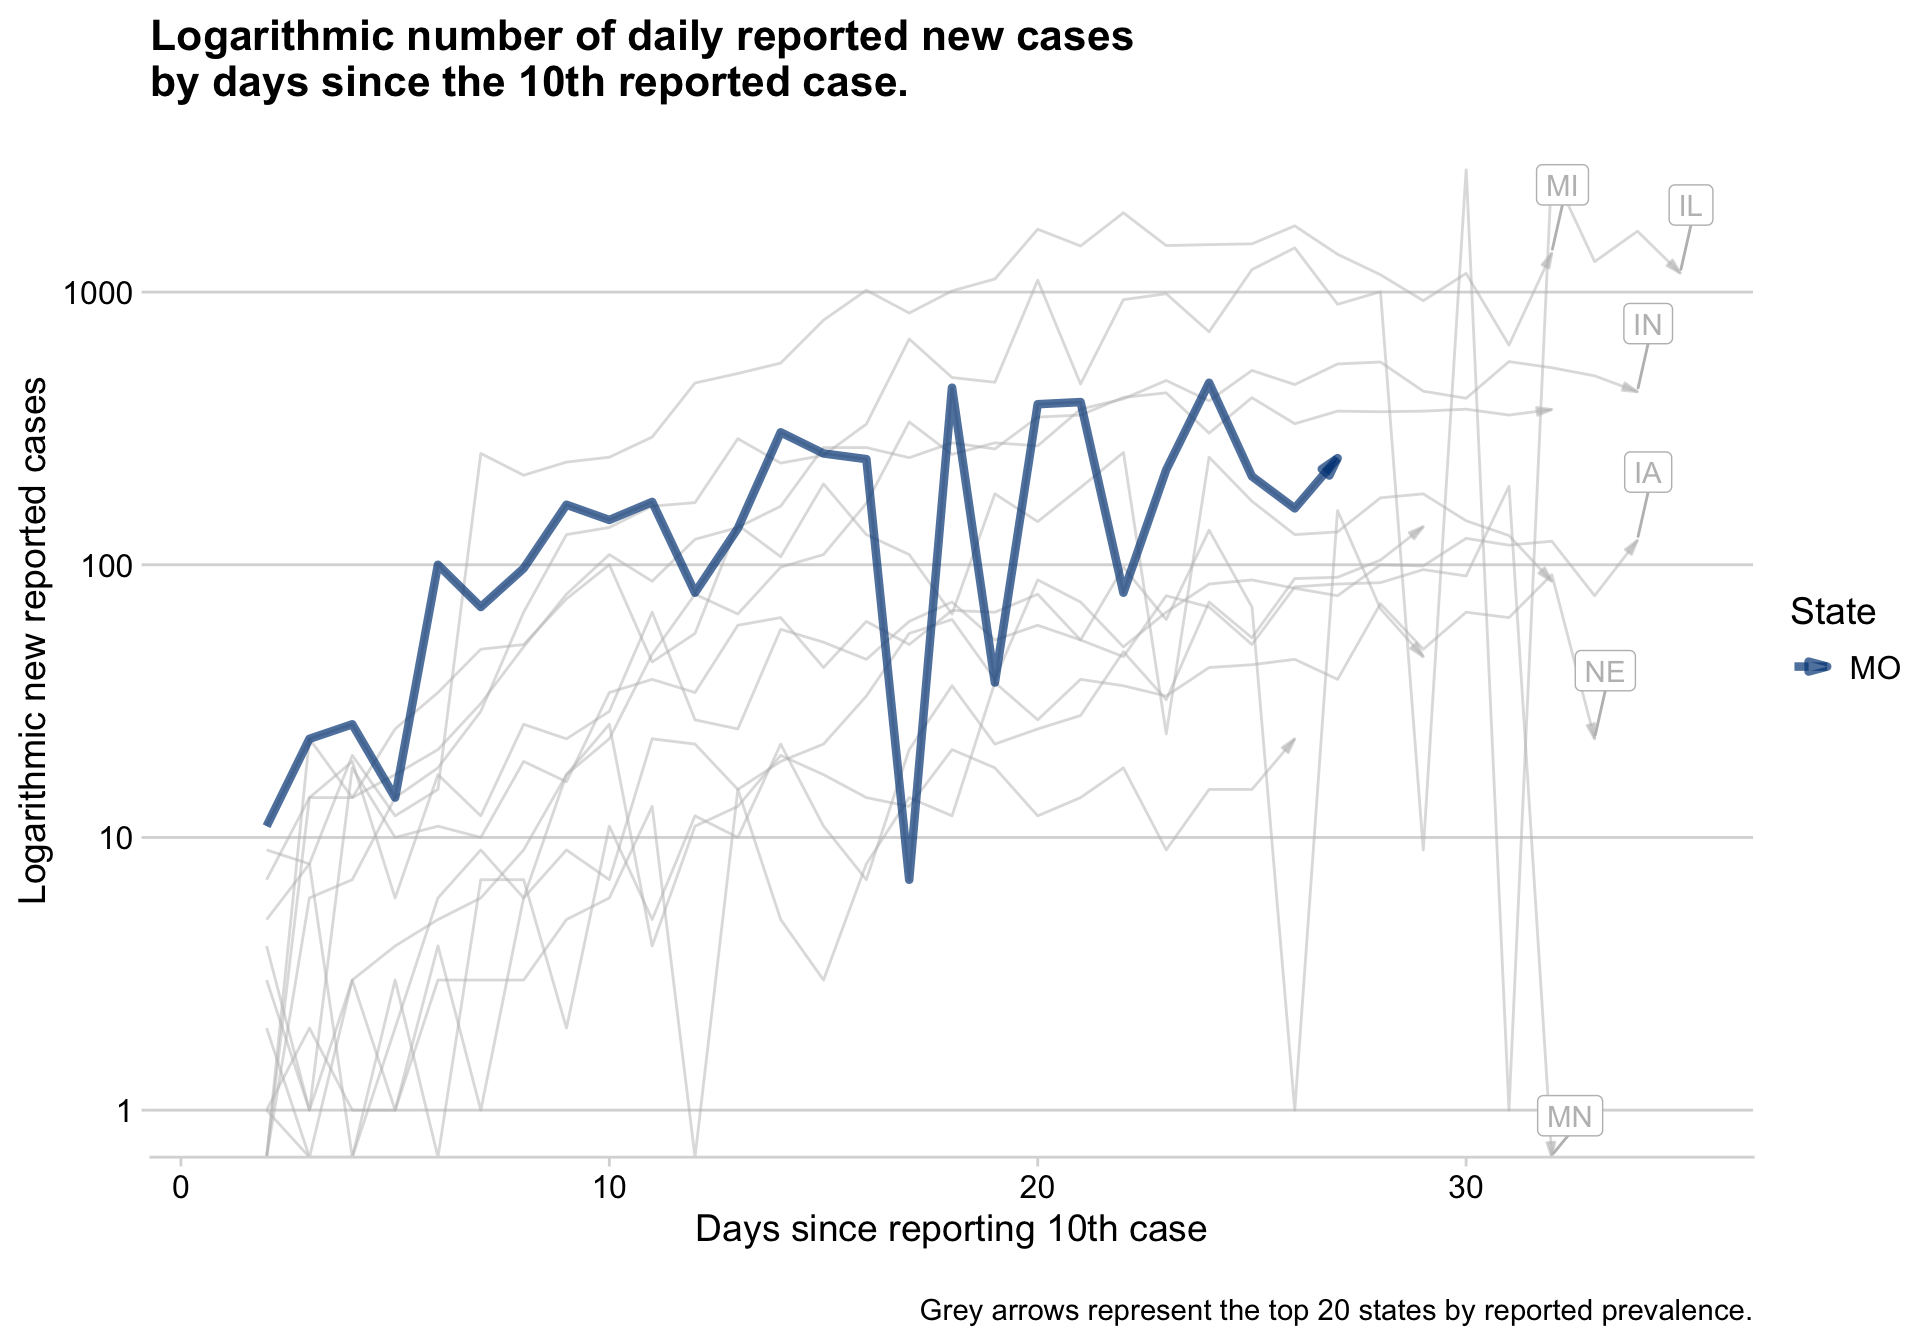 Logarithmic number of daily reported new cases
by days since the 10th reported case.
MI
IL
1000
IN
IA
100
NE
10
MN
1
0 10 20 30
Days since reporting 10th case
Logarithmic new reported cases
State
MO
Grey arrows represent the top 20 states by reported prevalence.